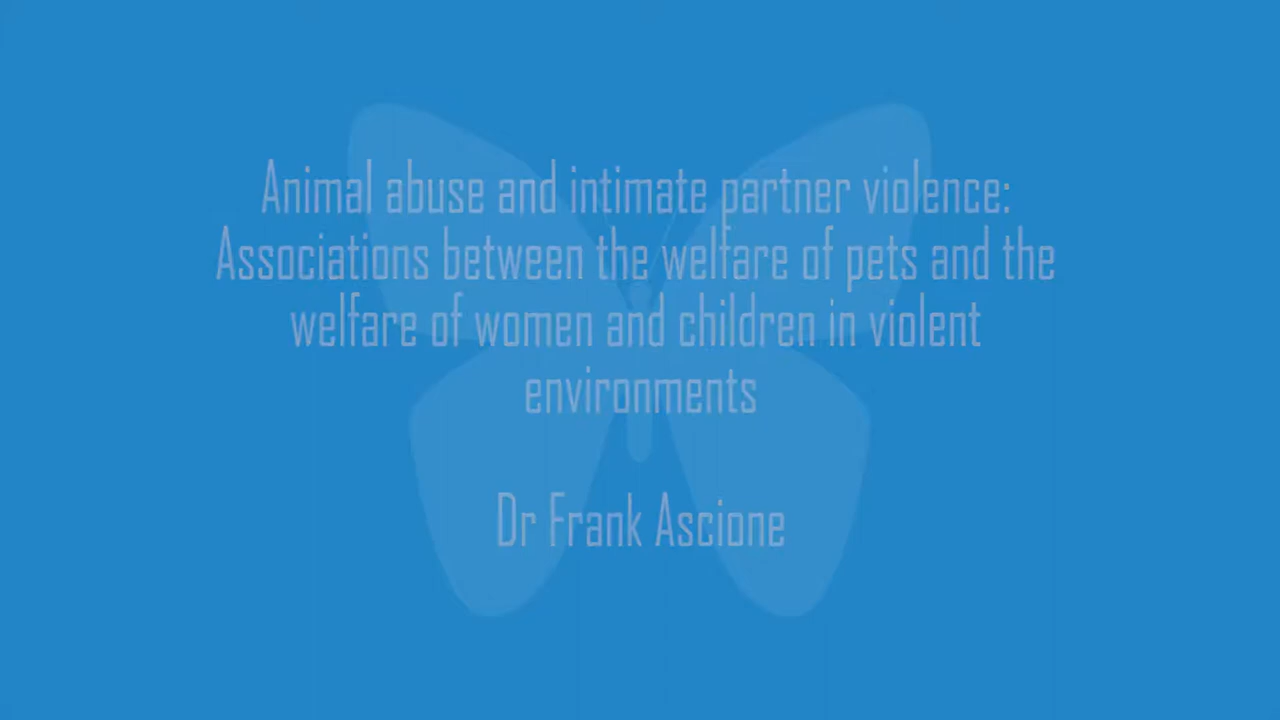 Animal abuse and intimate partner violence:
Associations between the welfare of pets and the
welfare of women and children in violent
environments
Dr Frank Ascione